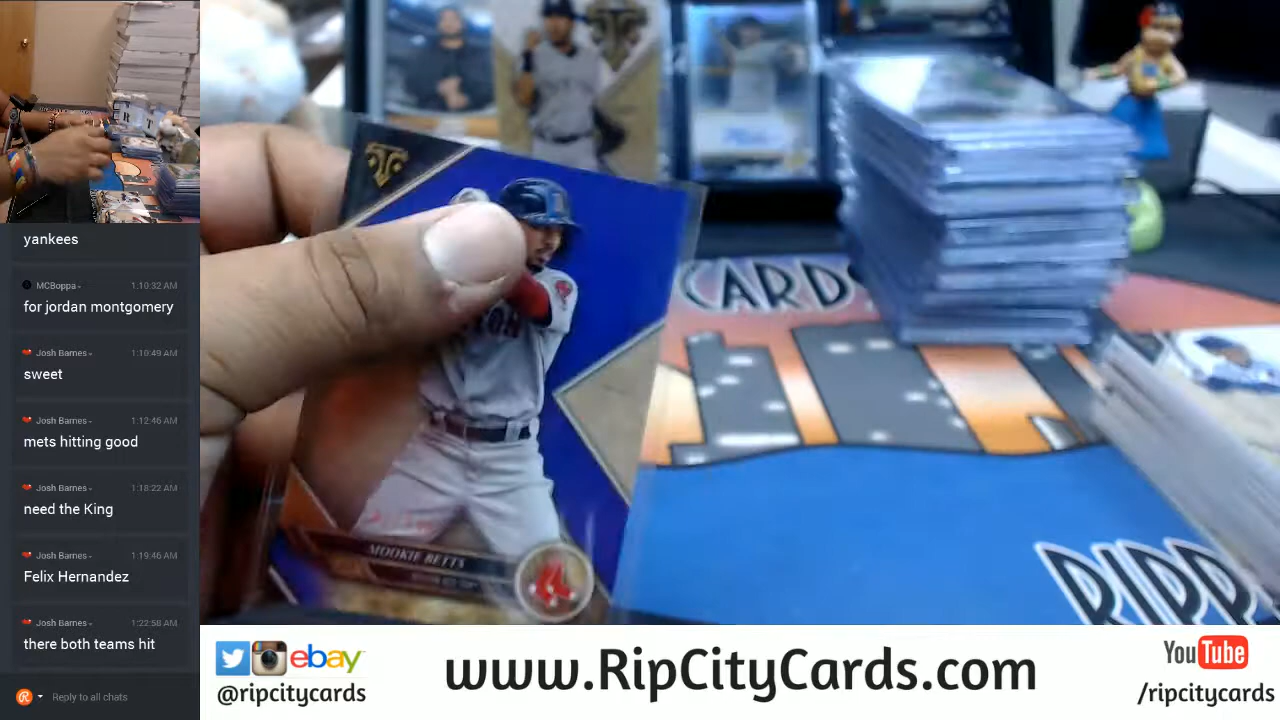 yankees
MCBoppa 1:10:32 AM
for jordan montgomery
Josh Barnes 1:10:49 AM
sweet
Josh Barnes 1:12:46 AM
mets hitting good
Josh Barnes 1:18:22 AM
need the King
Josh Barnes 1:19:46 AM
Felix Hernandez
Josh Barnes 1:22:58 AM
there both teams hit
Reply to all chats
MOOKIE BETTS
CARDS
RIPP
ebay
@ripcitycards
www.RipCityCards.com
YouTube
/ripcitycards